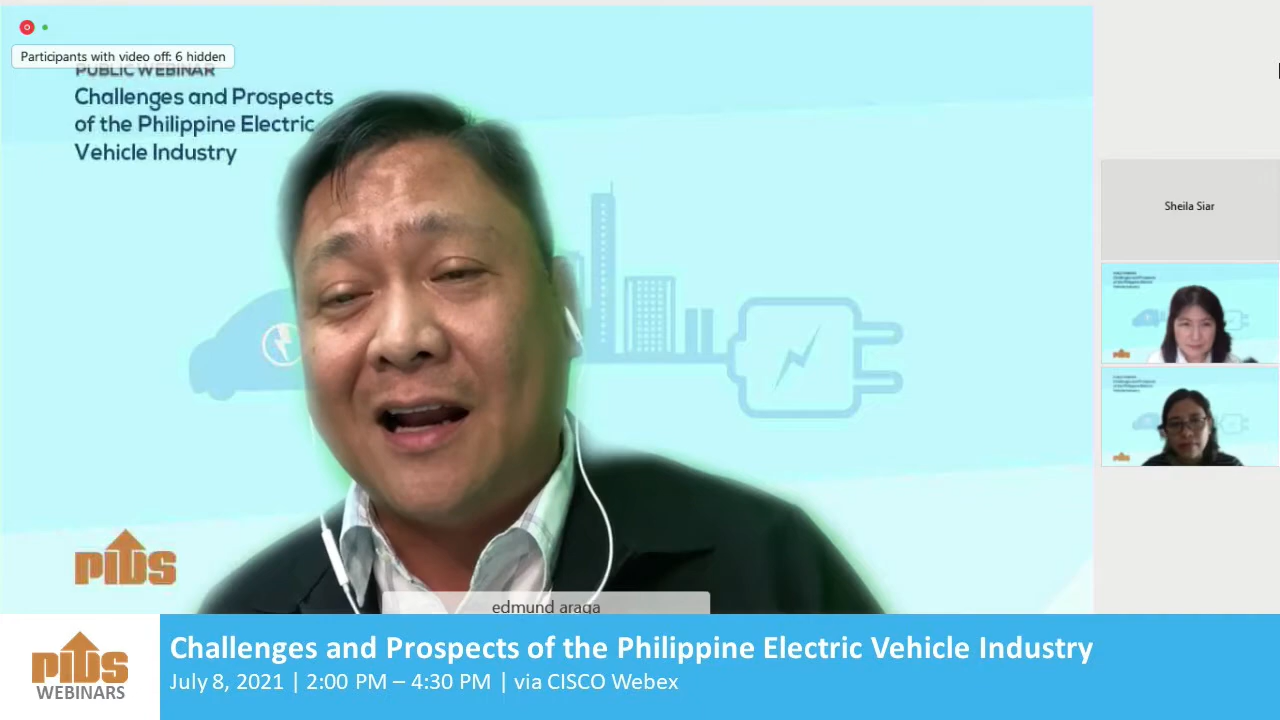 Participants with video off: 6 hidden
PUBLIC WEBINAR
Challenges and Prospects
of the Philippine Electric
Vehicle Industry
Sheila Siar
PIDS
edmund araga
PIDS
WEBINARS
Challenges and Prospects of the Philippine Electric Vehicle Industry
July 8, 2021 | 2:00 PM – 4:30 PM | via CISCO Webex